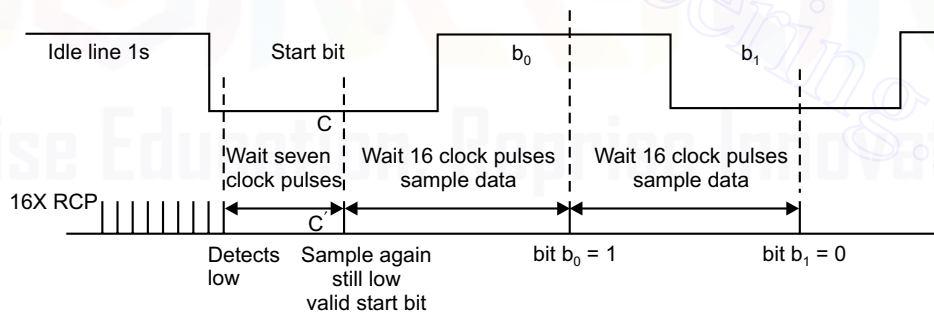 Idle line 1s
Start bit
b₀
b₁
C
Wait seven
clock pulses
Wait 16 clock pulses
sample data
Wait 16 clock pulses
sample data
16X RCP
C′
Detects
low
Sample again
still low
valid start bit
bit b₀ = 1
bit b₁ = 0